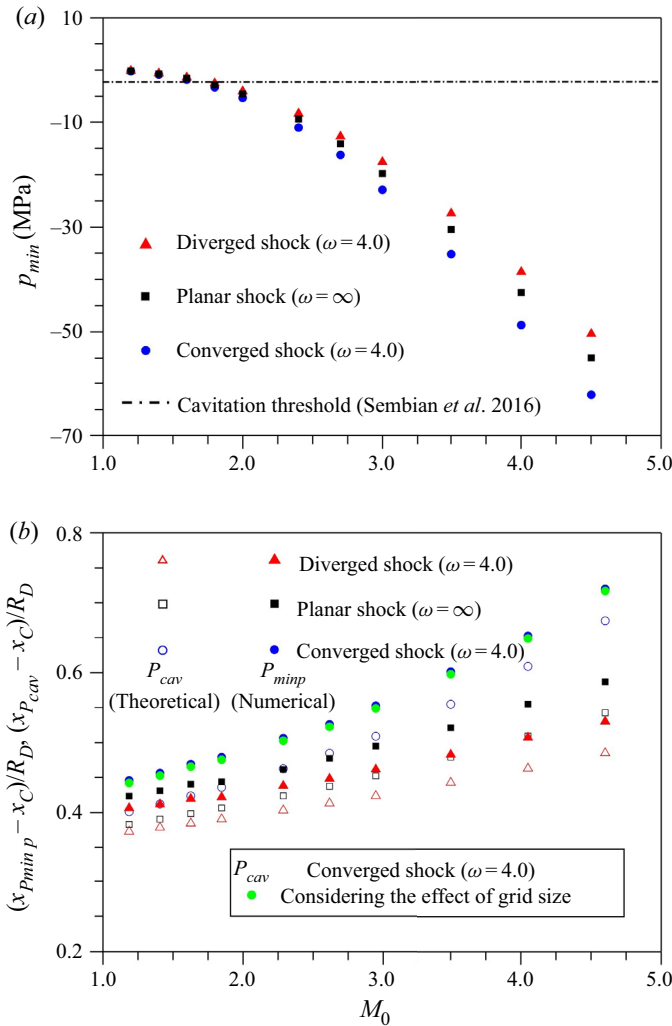 (a)
10
−10
−30
−50
−70
p_min (MPa)
Diverged shock (ω = 4.0)
Planar shock (ω = ∞)
Converged shock (ω = 4.0)
Cavitation threshold (Sembian et al. 2016)
1.0 2.0 3.0 4.0 5.0
(b)
0.8
0.6
0.4
0.2
(x_Pmin p − x_C)/R_D, (x_Pcav − x_C)/R_D
Diverged shock (ω = 4.0)
Planar shock (ω = ∞)
Converged shock (ω = 4.0)
P_cav P_minp
(Theoretical) (Numerical)
P_cav Converged shock (ω = 4.0)
Considering the effect of grid size
1.0 2.0 3.0 4.0 5.0
M_0